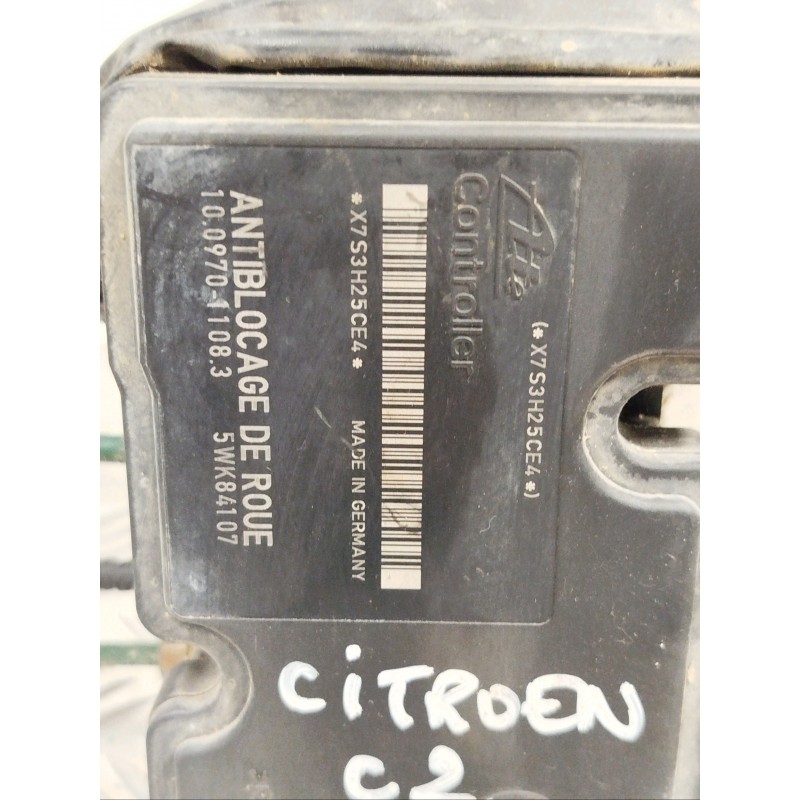 (*X7S3H25CE4*)
Ate
Controller
*X7S3H25CE4*
MADE IN GERMANY
ANTIBLOCAGE DE ROUE
10.0970-1108.3
5WK84107
CiTROEN
C2